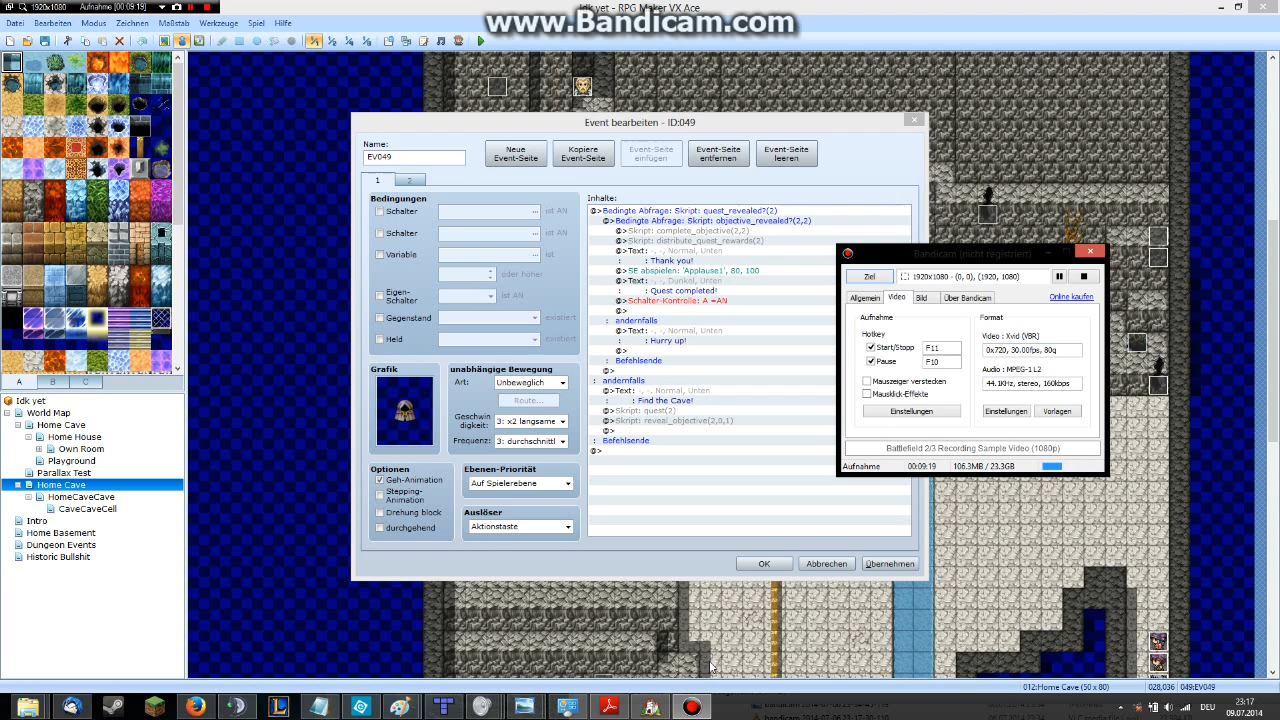 1920x1080 Aufnahme [00:09:19]
Idk yet - RPG Maker VX Ace
www.Bandicam.com
Datei Bearbeiten Modus Zeichnen Maßstab Werkzeuge Spiel Hilfe
Event bearbeiten - ID:049
Name:
EV049
Neue Event-Seite
Kopiere Event-Seite
Event-Seite einfügen
Event-Seite entfernen
Event-Seite leeren
1 2
Bedingungen
Schalter ... ist AN
Schalter ... ist AN
Variable ... ist
oder höher
Eigen-Schalter ist AN
Gegenstand existiert
Held existiert
Grafik
unabhängige Bewegung
Art: Unbeweglich
Route...
Geschwindigkeit: 3: x2 langsame
Frequenz: 3: durchschnittl
Optionen
Geh-Animation
Stepping-Animation
Drehung block
durchgehend
Ebenen-Priorität
Auf Spielerebene
Auslöser
Aktionstaste
Inhalte:
@>Bedingte Abfrage: Skript: quest_revealed?(2)
@>Bedingte Abfrage: Skript: objective_revealed?(2,2)
@>Skript: complete_objective(2,2)
@>Skript: distribute_quest_rewards(2)
@>Text: -, -, Normal, Unten
: : Thank you!
@>SE abspielen: 'Applause1', 80, 100
@>Text: -, -, Dunkel, Unten
: : Quest completed!
@>Schalter-Kontrolle: A =AN
@>
: andernfalls
@>Text: -, -, Normal, Unten
: : Hurry up!
@>
: Befehlsende
@>
: andernfalls
@>Text: -, -, Normal, Unten
: : Find the Cave!
@>Skript: quest(2)
@>Skript: reveal_objective(2,0,1)
@>
: Befehlsende
@>
OK Abbrechen Übernehmen
Bandicam (nicht registriert)
Ziel 1920x1080 - (0, 0), (1920, 1080)
Allgemein Video Bild Über Bandicam Online kaufen
Aufnahme
Hotkey
Start/Stopp F11
Pause F10
Mauszeiger verstecken
Mausklick-Effekte
Einstellungen
Format
Video : Xvid (VBR)
0x720, 30.00fps, 80q
Audio : MPEG-1 L2
44.1KHz, stereo, 160kbps
Einstellungen Vorlagen
Battlefield 2/3 Recording Sample Video (1080p)
Aufnahme 00:09:19 106.3MB / 23.3GB
A B C
Idk yet
World Map
Home Cave
Home House
Own Room
Playground
Parallax Test
Home Cave
HomeCaveCave
CaveCaveCell
Intro
Home Basement
Dungeon Events
Historic Bullshit
012:Home Cave (50 x 80) 028,036 049:EV049
DEU
23:17
09.07.2014